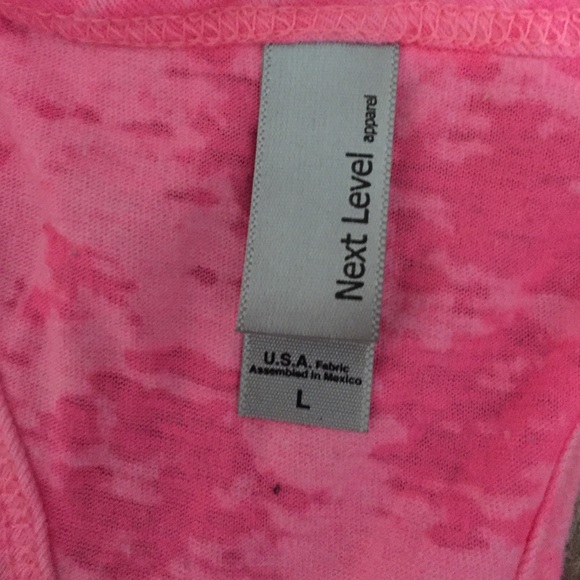 Next Level apparel
U.S.A. Fabric
Assembled in Mexico
L